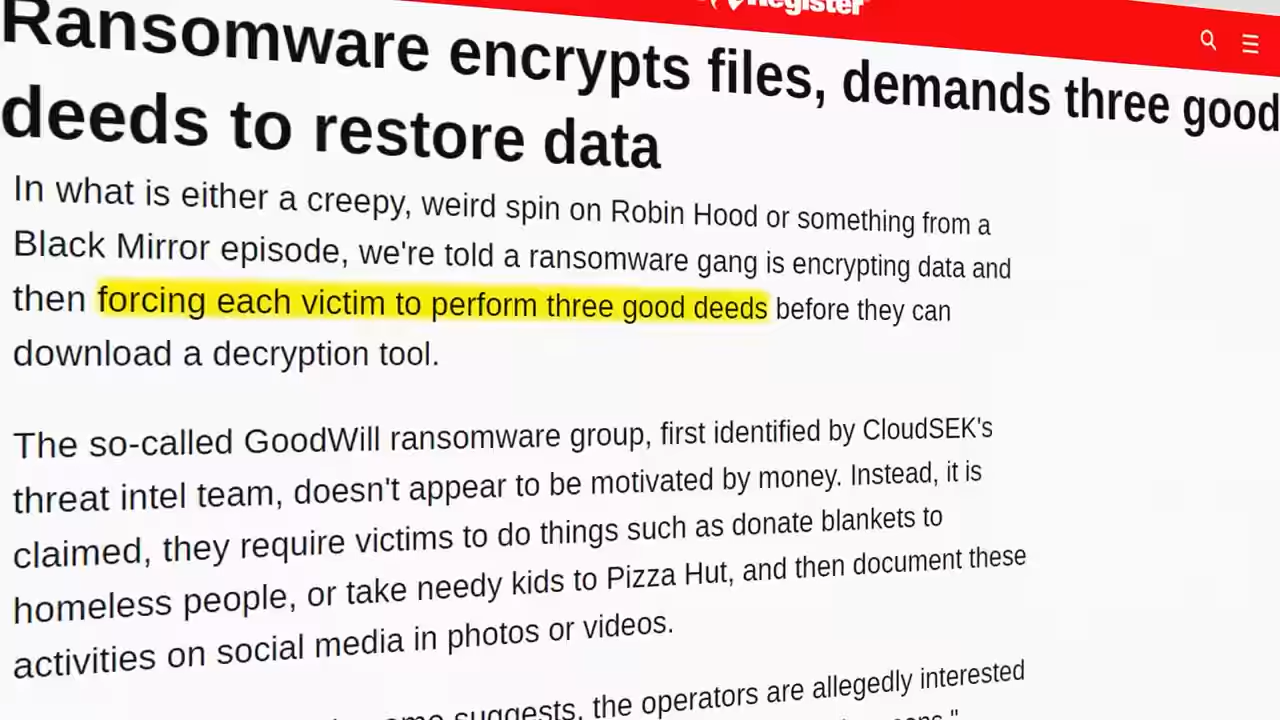 Register
Ransomware encrypts files, demands three good
deeds to restore data
In what is either a creepy, weird spin on Robin Hood or something from a
Black Mirror episode, we're told a ransomware gang is encrypting data and
then forcing each victim to perform three good deeds before they can
download a decryption tool.
The so-called GoodWill ransomware group, first identified by CloudSEK's
threat intel team, doesn't appear to be motivated by money. Instead, it is
claimed, they require victims to do things such as donate blankets to
homeless people, or take needy kids to Pizza Hut, and then document these
activities on social media in photos or videos.
suggests, the operators are allegedly interested